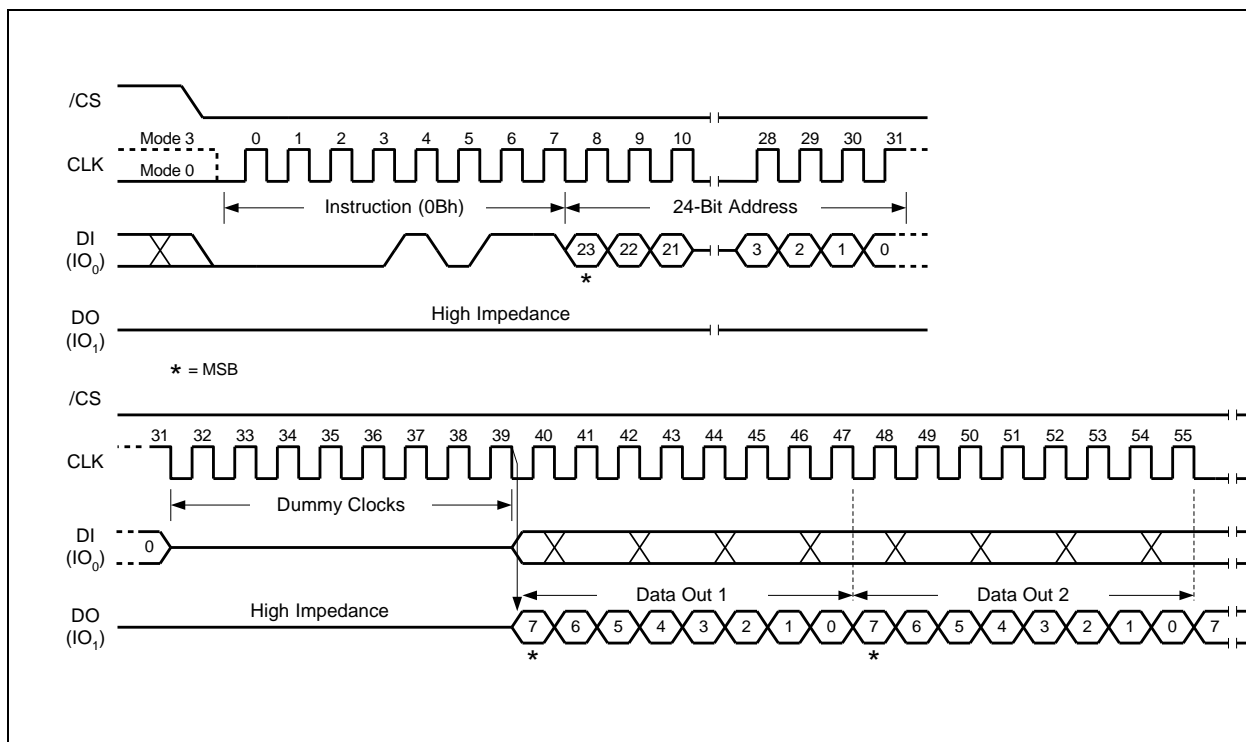 /CS
Mode 3 0 1 2 3 4 5 6 7 8 9 10 28 29 30 31
CLK
Mode 0
Instruction (0Bh) 24-Bit Address
DI
(IO0) 23 22 21 3 2 1 0
*
DO High Impedance
(IO1)
* = MSB
/CS
31 32 33 34 35 36 37 38 39 40 41 42 43 44 45 46 47 48 49 50 51 52 53 54 55
CLK
Dummy Clocks
DI
(IO0) 0
Data Out 1 Data Out 2
DO High Impedance
(IO1) 7 6 5 4 3 2 1 0 7 6 5 4 3 2 1 0 7
* *